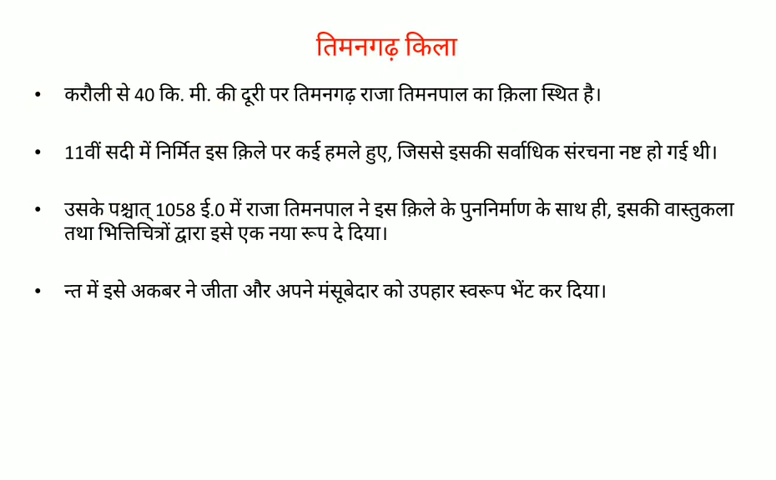 तिमनगढ़ किला
• करौली से 40 कि. मी. की दूरी पर तिमनगढ़ राजा तिमनपाल का क़िला स्थित है।
• 11वीं सदी में निर्मित इस क़िले पर कई हमले हुए, जिससे इसकी सर्वाधिक संरचना नष्ट हो गई थी।
• उसके पश्चात् 1058 ई.0 में राजा तिमनपाल ने इस क़िले के पुननिर्माण के साथ ही, इसकी वास्तुकला
तथा भित्तिचित्रों द्वारा इसे एक नया रूप दे दिया।
• न्त में इसे अकबर ने जीता और अपने मंसूबेदार को उपहार स्वरूप भेंट कर दिया।